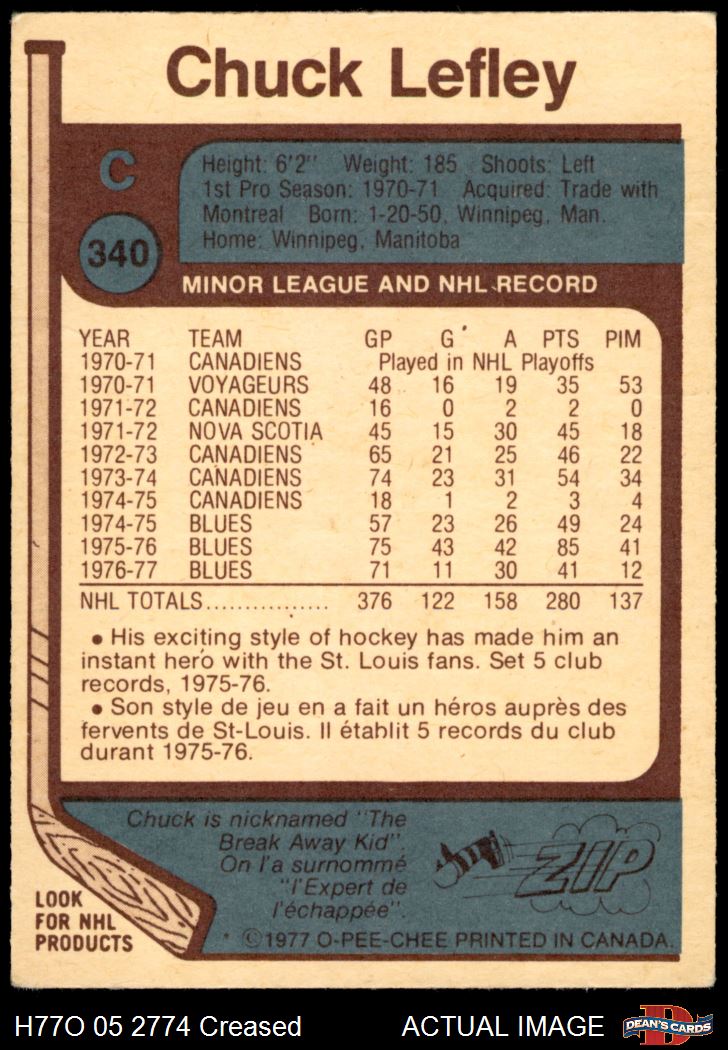 Chuck Lefley
C
340
Height: 6'2" Weight: 185 Shoots: Left
1st Pro Season: 1970-71 Acquired: Trade with
Montreal Born: 1-20-50, Winnipeg, Man.
Home: Winnipeg, Manitoba
MINOR LEAGUE AND NHL RECORD
YEAR TEAM GP G A PTS PIM
1970-71 CANADIENS Played in NHL Playoffs
1970-71 VOYAGEURS 48 16 19 35 53
1971-72 CANADIENS 16 0 2 2 0
1971-72 NOVA SCOTIA 45 15 30 45 18
1972-73 CANADIENS 65 21 25 46 22
1973-74 CANADIENS 74 23 31 54 34
1974-75 CANADIENS 18 1 2 3 4
1974-75 BLUES 57 23 26 49 24
1975-76 BLUES 75 43 42 85 41
1976-77 BLUES 71 11 30 41 12
NHL TOTALS................ 376 122 158 280 137
• His exciting style of hockey has made him an
instant hero with the St. Louis fans. Set 5 club
records, 1975-76.
• Son style de jeu en a fait un héros auprès des
fervents de St-Louis. Il établit 5 records du club
durant 1975-76.
Chuck is nicknamed "The
Break Away Kid".
On l'a surnommé
"l'Expert de
l'échappée".
ZIP
LOOK
FOR NHL
PRODUCTS
* ©1977 O-PEE-CHEE PRINTED IN CANADA.
H77O 05 2774 Creased ACTUAL IMAGE
D
DEAN'S CARDS